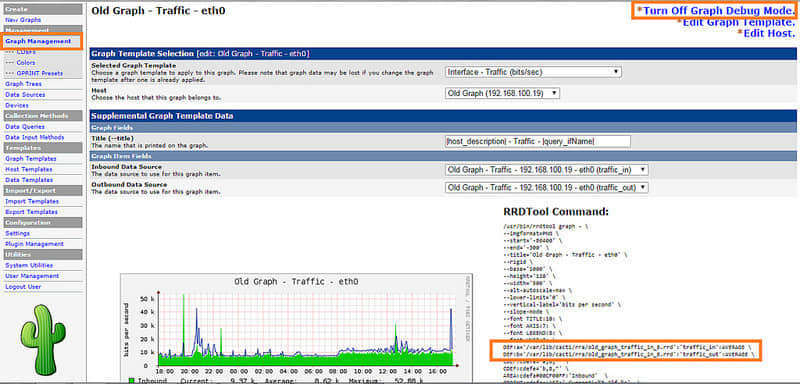 Create
New Graphs
Management
Graph Management
--- CDEFs
--- Colors
--- GPRINT Presets
Graph Trees
Data Sources
Devices
Collection Methods
Data Queries
Data Input Methods
Templates
Graph Templates
Host Templates
Data Templates
Import/Export
Import Templates
Export Templates
Configuration
Settings
Plugin Management
Utilities
System Utilities
User Management
Logout User
Old Graph - Traffic - eth0
*Turn Off Graph Debug Mode.
*Edit Graph Template.
*Edit Host.
Graph Template Selection [edit: Old Graph - Traffic - eth0]
Selected Graph Template
Choose a graph template to apply to this graph. Please note that graph data may be lost if you change the graph
template after one is already applied.
Interface - Traffic (bits/sec)
Host
Choose the host that this graph belongs to.
Old Graph (192.168.100.19)
Supplemental Graph Template Data
Graph Fields
Title (--title)
The name that is printed on the graph.
|host_description| - Traffic - |query_ifName|
Graph Item Fields
Inbound Data Source
The data source to use for this graph item.
Old Graph - Traffic - 192.168.100.19 - eth0 (traffic_in)
Outbound Data Source
The data source to use for this graph item.
Old Graph - Traffic - 192.168.100.19 - eth0 (traffic_out)
RRDTool Command:
/usr/bin/rrdtool graph - \
--imgformat=PNG \
--start=-86400 \
--end=-300 \
--title="Old Graph - Traffic - eth0" \
--rigid \
--base=1000 \
--height=120 \
--width=500 \
--alt-autoscale-max \
--lower-limit=0 \
--vertical-label='bits per second' \
--slope-mode \
--font TITLE:10: \
--font AXIS:7: \
--font LEGEND:8: \
DEF:a="/var/lib/cacti/rra/old_graph_traffic_in_8.rrd":'traffic_in':AVERAGE \
DEF:b="/var/lib/cacti/rra/old_graph_traffic_in_8.rrd":'traffic_out':AVERAGE \
Old Graph - Traffic - eth0
bits per second
50 k
40 k
30 k
20 k
10 k
0
18:00 20:00 22:00 00:00 02:00 04:00 06:00 08:00 10:00 12:00 14:00 16:00
RRDTOOL / TOBI OETIKER
Inbound Current: 9.97 k Average: 8.62 k Maximum: 52.88 k